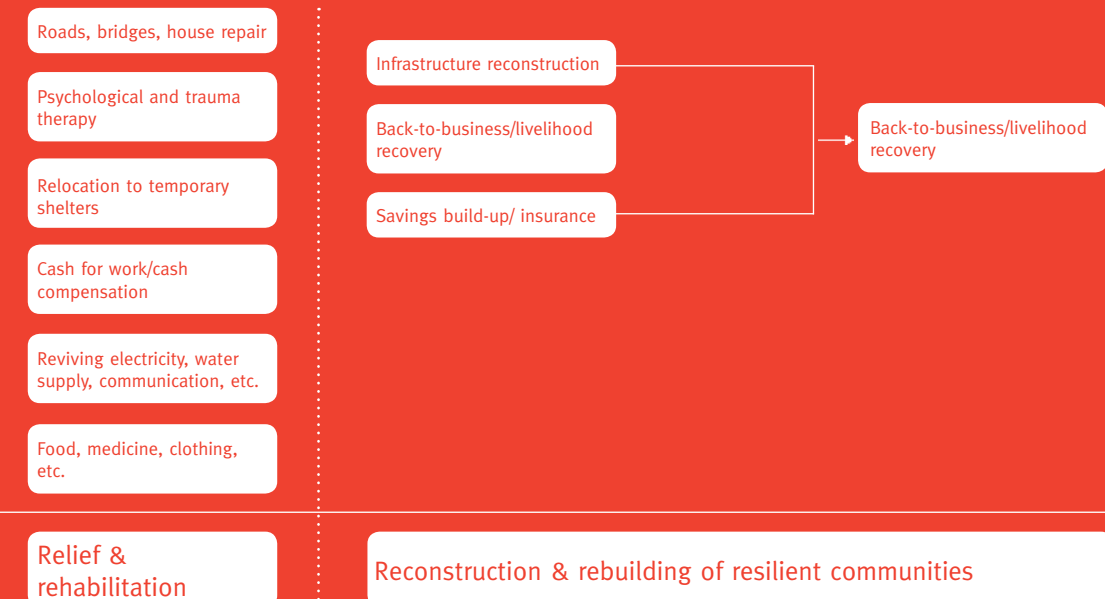 Roads, bridges, house repair
Psychological and trauma
therapy
Relocation to temporary
shelters
Cash for work/cash
compensation
Reviving electricity, water
supply, communication, etc.
Food, medicine, clothing,
etc.
Relief &
rehabilitation
Infrastructure reconstruction
Back-to-business/livelihood
recovery
Savings build-up/ insurance
Back-to-business/livelihood
recovery
Reconstruction & rebuilding of resilient communities